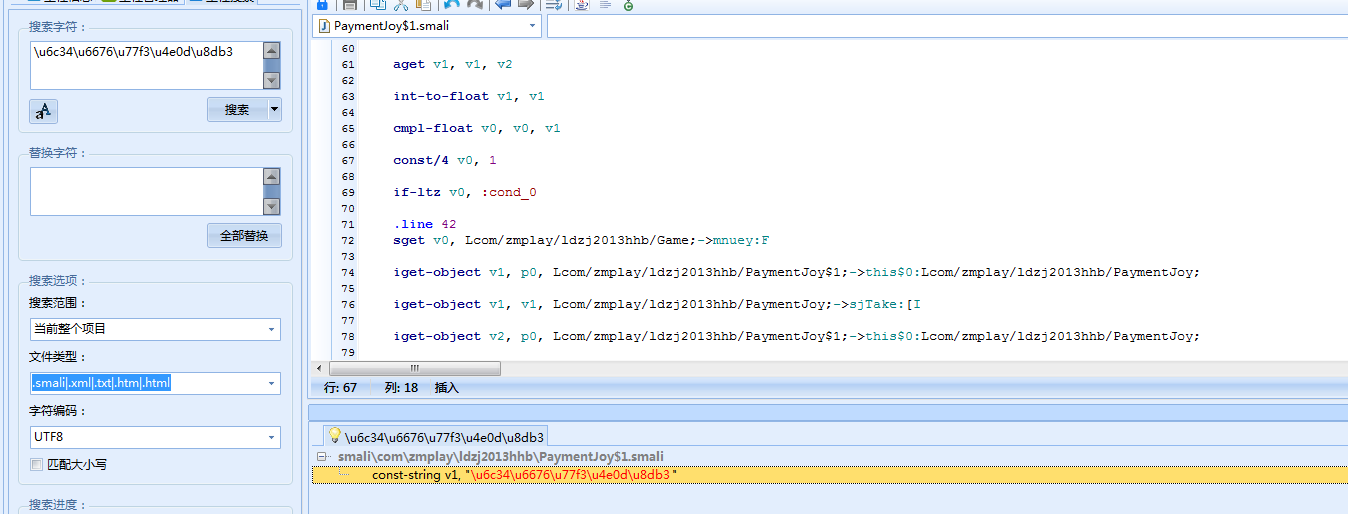 搜索字符：
\u6c34\u6676\u77f3\u4e0d\u8db3
aA
搜索
替换字符：
全部替换
搜索选项：
搜索范围：
当前整个项目
文件类型：
.smali|.xml|.txt|.htm|.html
字符编码：
UTF8
匹配大小写
搜索进度：
PaymentJoy$1.smali
60
61 aget v1, v1, v2
62
63 int-to-float v1, v1
64
65 cmpl-float v0, v0, v1
66
67 const/4 v0, 1
68
69 if-ltz v0, :cond_0
70
71 .line 42
72 sget v0, Lcom/zmplay/ldzj2013hhb/Game;->mnuey:F
73
74 iget-object v1, p0, Lcom/zmplay/ldzj2013hhb/PaymentJoy$1;->this$0:Lcom/zmplay/ldzj2013hhb/PaymentJoy;
75
76 iget-object v1, v1, Lcom/zmplay/ldzj2013hhb/PaymentJoy;->sjTake:[I
77
78 iget-object v2, p0, Lcom/zmplay/ldzj2013hhb/PaymentJoy$1;->this$0:Lcom/zmplay/ldzj2013hhb/PaymentJoy;
79
行: 67 列: 18 插入
\u6c34\u6676\u77f3\u4e0d\u8db3
smali\com\zmplay\ldzj2013hhb\PaymentJoy$1.smali
const-string v1, "\u6c34\u6676\u77f3\u4e0d\u8db3"